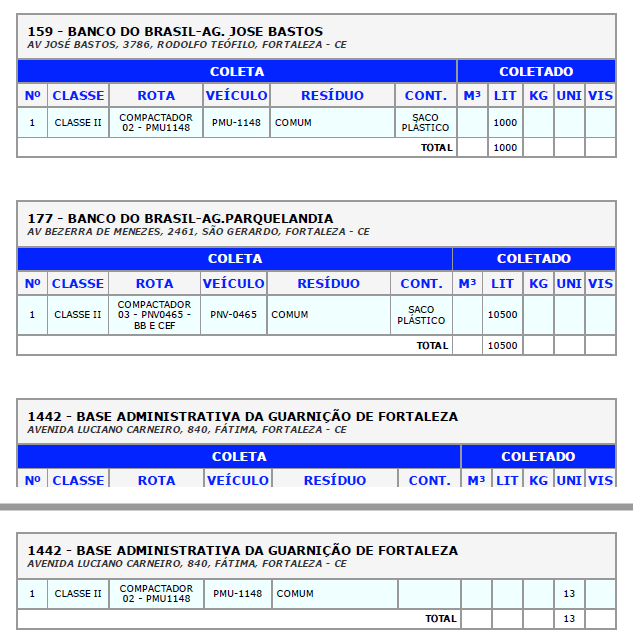 159 - BANCO DO BRASIL-AG. JOSE BASTOS
AV JOSÉ BASTOS, 3786, RODOLFO TEÓFILO, FORTALEZA - CE
COLETA COLETADO
Nº CLASSE ROTA VEÍCULO RESÍDUO CONT. M³ LIT KG UNI VIS
1 CLASSE II COMPACTADOR 02 - PMU1148 PMU-1148 COMUM SACO PLÁSTICO 1000
TOTAL 1000
177 - BANCO DO BRASIL-AG.PARQUELANDIA
AV BEZERRA DE MENEZES, 2461, SÃO GERARDO, FORTALEZA - CE
COLETA COLETADO
Nº CLASSE ROTA VEÍCULO RESÍDUO CONT. M³ LIT KG UNI VIS
1 CLASSE II COMPACTADOR 03 - PNV0465 - BB E CEF PNV-0465 COMUM SACO PLÁSTICO 10500
TOTAL 10500
1442 - BASE ADMINISTRATIVA DA GUARNIÇÃO DE FORTALEZA
AVENIDA LUCIANO CARNEIRO, 840, FÁTIMA, FORTALEZA - CE
COLETA COLETADO
Nº CLASSE ROTA VEÍCULO RESÍDUO CONT. M³ LIT KG UNI VIS
1442 - BASE ADMINISTRATIVA DA GUARNIÇÃO DE FORTALEZA
AVENIDA LUCIANO CARNEIRO, 840, FÁTIMA, FORTALEZA - CE
1 CLASSE II COMPACTADOR 02 - PMU1148 PMU-1148 COMUM 13
TOTAL 13